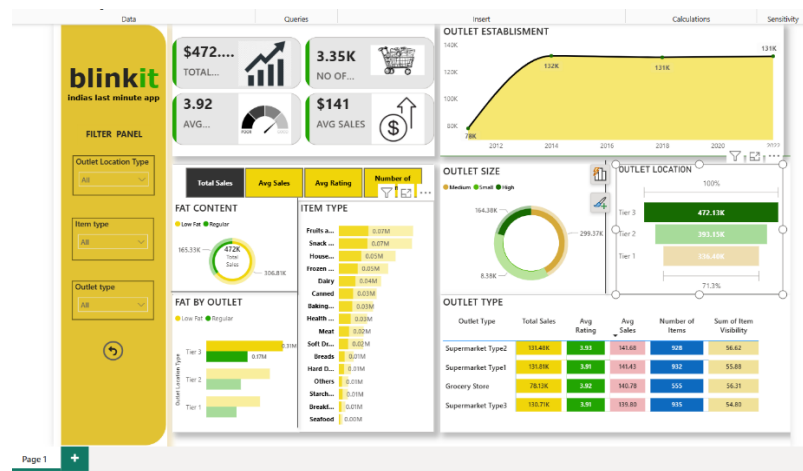 Data
Queries
Insert
Calculations
Sensitivity
blinkit
indias last minute app
FILTER PANEL
Outlet Location Type
All
Item type
All
Outlet type
All
$472....
TOTAL...
3.35K
NO OF...
3.92
AVG...
$141
AVG SALES
OUTLET ESTABLISMENT
140K
120K
100K
80K
78K
132K
131K
131K
2012
2014
2016
2018
2020
2022
Total Sales
Avg Sales
Avg Rating
Number of
FAT CONTENT
Low Fat
Regular
165.33K
472K
Total
Sales
306.81K
FAT BY OUTLET
Low Fat
Regular
Outlet Location Type
Tier 3
0.31M
0.17M
Tier 2
Tier 1
ITEM TYPE
Fruits a...
0.07M
Snack ...
0.07M
House...
0.05M
Frozen ...
0.05M
Dairy
0.04M
Canned
0.03M
Baking...
0.03M
Health ...
0.03M
Meat
0.02M
Soft Dr...
0.02M
Breads
0.01M
Hard D...
0.01M
Others
0.01M
Starch...
0.01M
Breakf...
0.01M
Seafood
0.00M
OUTLET SIZE
Medium
Small
High
164.38K
299.37K
8.38K
OUTLET LOCATION
100%
Tier 3
472.13K
Tier 2
393.15K
Tier 1
71.3%
OUTLET TYPE
Outlet Type Total Sales Avg Rating Avg Sales Number of Items Sum of Item Visibility
Supermarket Type2 131.48K 3.93 141.68 928 56.62
Supermarket Type1 131.81K 3.91 141.43 932 55.88
Grocery Store 78.13K 3.92 140.78 555 56.31
Supermarket Type3 130.71K 3.91 139.80 935 54.80
Page 1